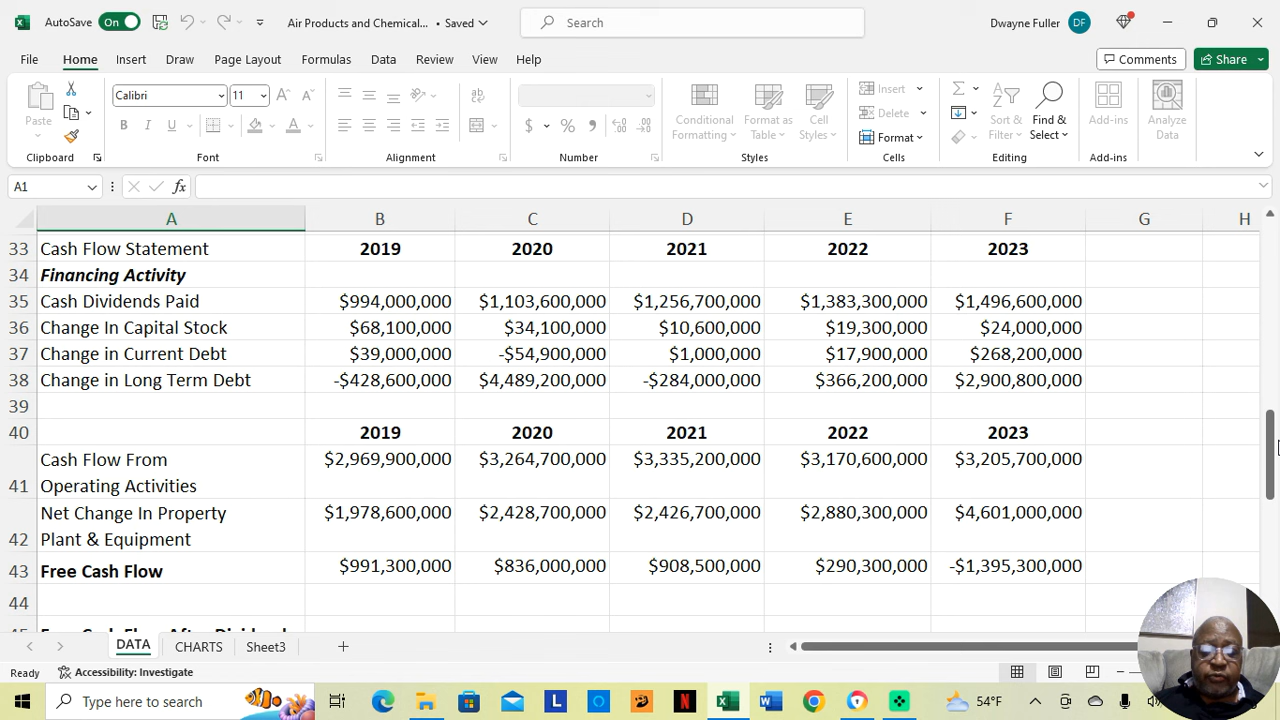 AutoSave On Air Products and Chemical... • Saved Search Dwayne Fuller DF
File Home Insert Draw Page Layout Formulas Data Review View Help Comments Share
Paste Calibri 11 Conditional Formatting Format as Table Cell Styles Insert Delete Format Sort & Filter Find & Select Add-ins Analyze Data
Clipboard Font Alignment Number Styles Cells Editing Add-ins
A1 fx
A B C D E F G H
33 Cash Flow Statement 2019 2020 2021 2022 2023
34 Financing Activity
35 Cash Dividends Paid $994,000,000 $1,103,600,000 $1,256,700,000 $1,383,300,000 $1,496,600,000
36 Change In Capital Stock $68,100,000 $34,100,000 $10,600,000 $19,300,000 $24,000,000
37 Change in Current Debt $39,000,000 -$54,900,000 $1,000,000 $17,900,000 $268,200,000
38 Change in Long Term Debt -$428,600,000 $4,489,200,000 -$284,000,000 $366,200,000 $2,900,800,000
39
40 2019 2020 2021 2022 2023
Cash Flow From $2,969,900,000 $3,264,700,000 $3,335,200,000 $3,170,600,000 $3,205,700,000
41 Operating Activities
Net Change In Property $1,978,600,000 $2,428,700,000 $2,426,700,000 $2,880,300,000 $4,601,000,000
42 Plant & Equipment
43 Free Cash Flow $991,300,000 $836,000,000 $908,500,000 $290,300,000 -$1,395,300,000
44
DATA CHARTS Sheet3
Ready Accessibility: Investigate
Type here to search 54°F